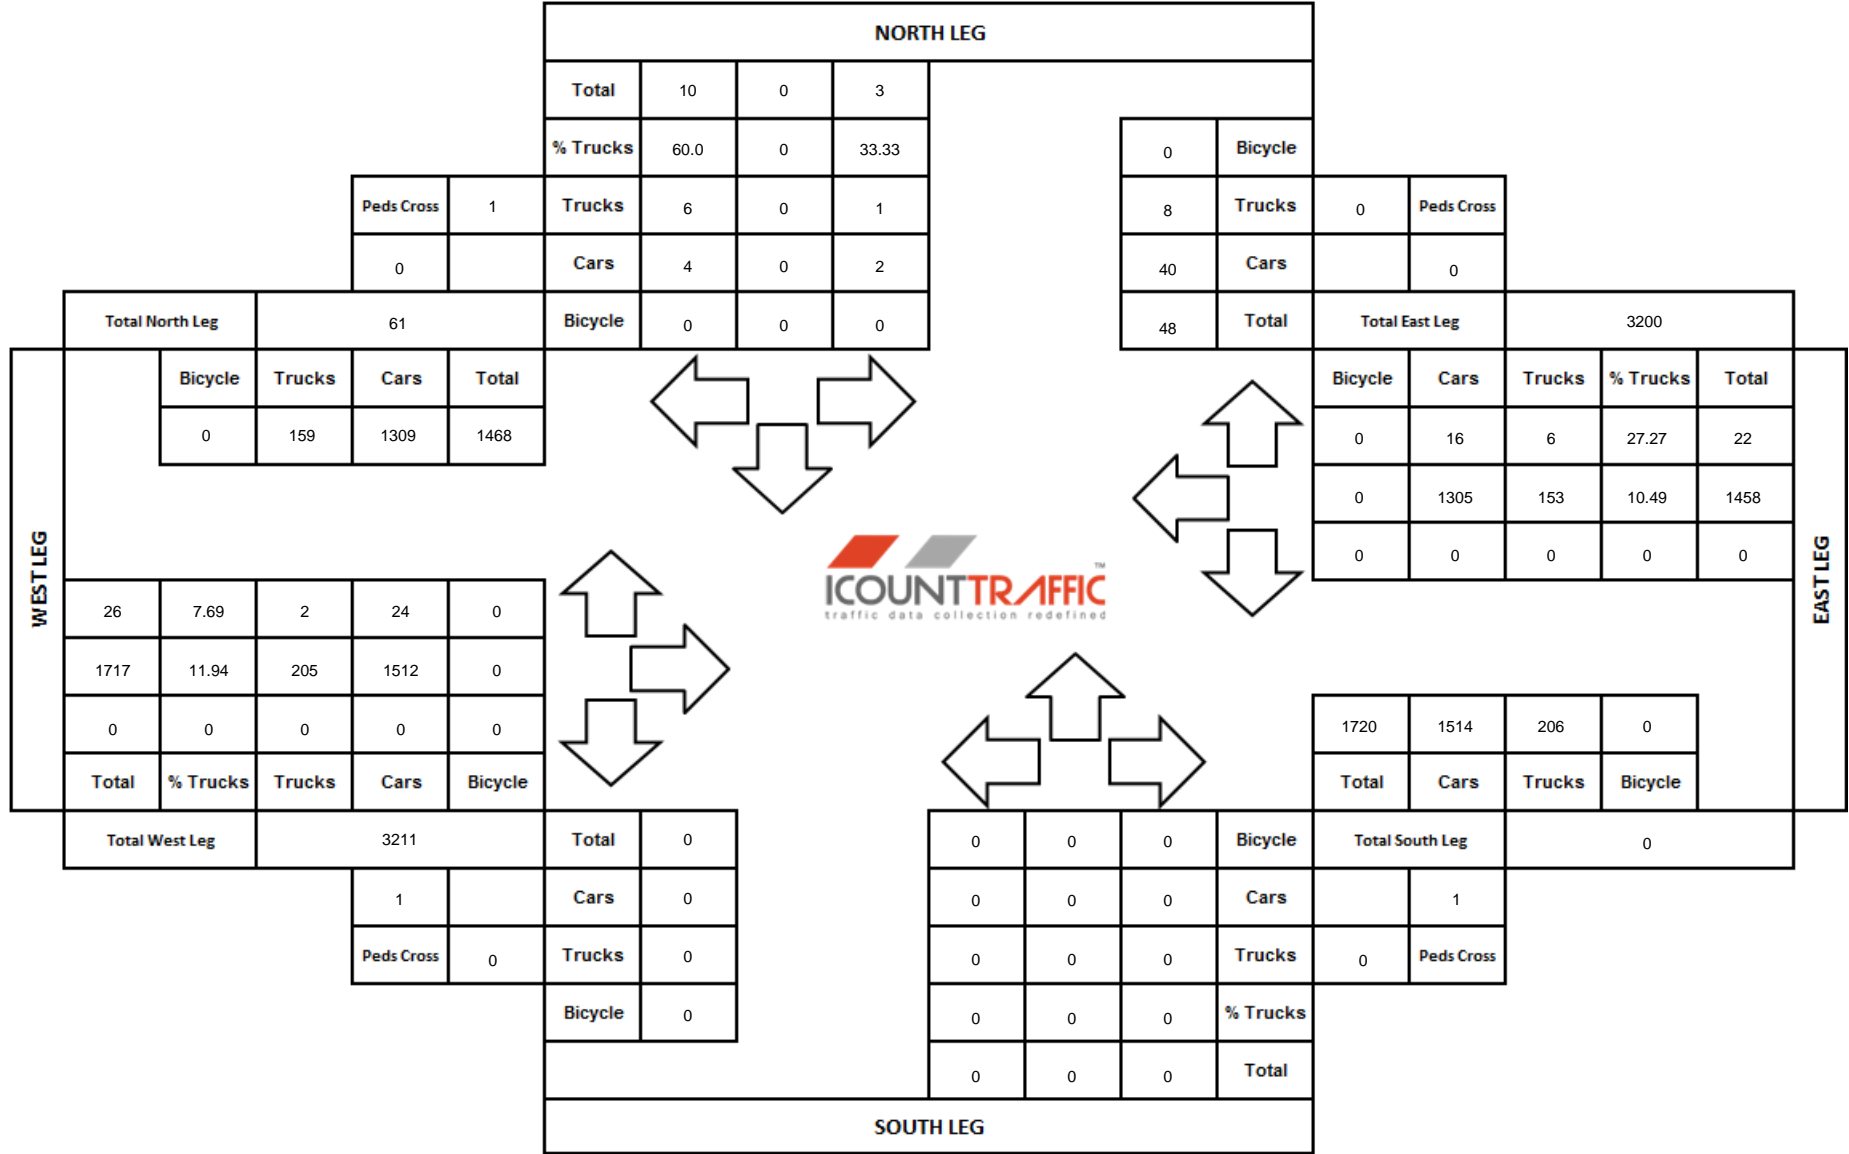 NORTH LEG
Total 10 0 3
% Trucks 60.0 0 33.33 0 Bicycle
Peds Cross 1 Trucks 6 0 1 8 Trucks 0 Peds Cross
0 Cars 4 0 2 40 Cars 0
Total North Leg 61 Bicycle 0 0 0 48 Total Total East Leg 3200
Bicycle Trucks Cars Total Bicycle Cars Trucks % Trucks Total
0 159 1309 1468 0 16 6 27.27 22
0 1305 153 10.49 1458
0 0 0 0 0
WEST LEG
EAST LEG
ICOUNTTRAFFIC™
traffic data collection redefined
26 7.69 2 24 0
1717 11.94 205 1512 0
0 0 0 0 0 1720 1514 206 0
Total % Trucks Trucks Cars Bicycle Total Cars Trucks Bicycle
Total West Leg 3211 Total 0 0 0 0 Bicycle Total South Leg 0
1 Cars 0 0 0 0 Cars 1
Peds Cross 0 Trucks 0 0 0 0 Trucks 0 Peds Cross
Bicycle 0 0 0 0 % Trucks
0 0 0 Total
SOUTH LEG